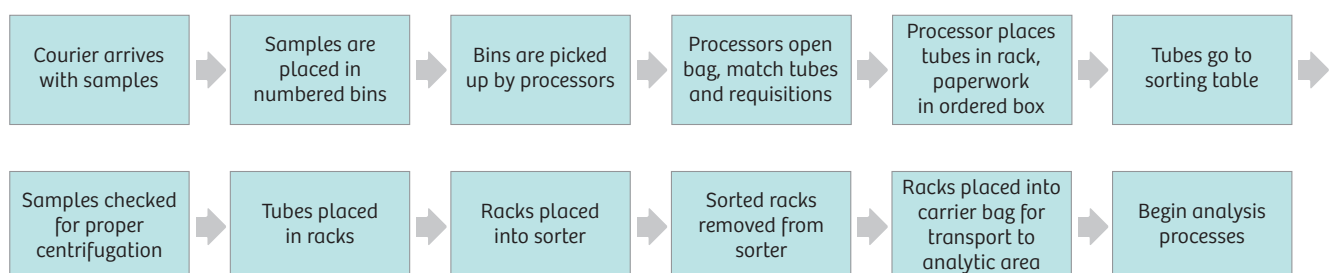 Courier arrives
with samples
Samples are
placed in
numbered bins
Bins are picked
up by processors
Processors open
bag, match tubes
and requisitions
Processor places
tubes in rack,
paperwork
in ordered box
Tubes go to
sorting table
Samples checked
for proper
centrifugation
Tubes placed
in racks
Racks placed
into sorter
Sorted racks
removed from
sorter
Racks placed into
carrier bag for
transport to
analytic area
Begin analysis
processes